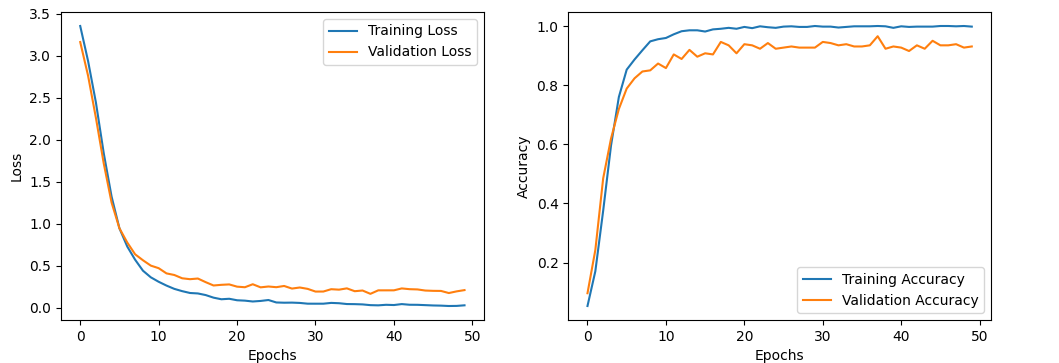 3.5
3.0
2.5
2.0
1.5
1.0
0.5
0.0
Loss
0 10 20 30 40 50
Epochs
Training Loss
Validation Loss
1.0
0.8
0.6
0.4
0.2
Accuracy
0 10 20 30 40 50
Epochs
Training Accuracy
Validation Accuracy